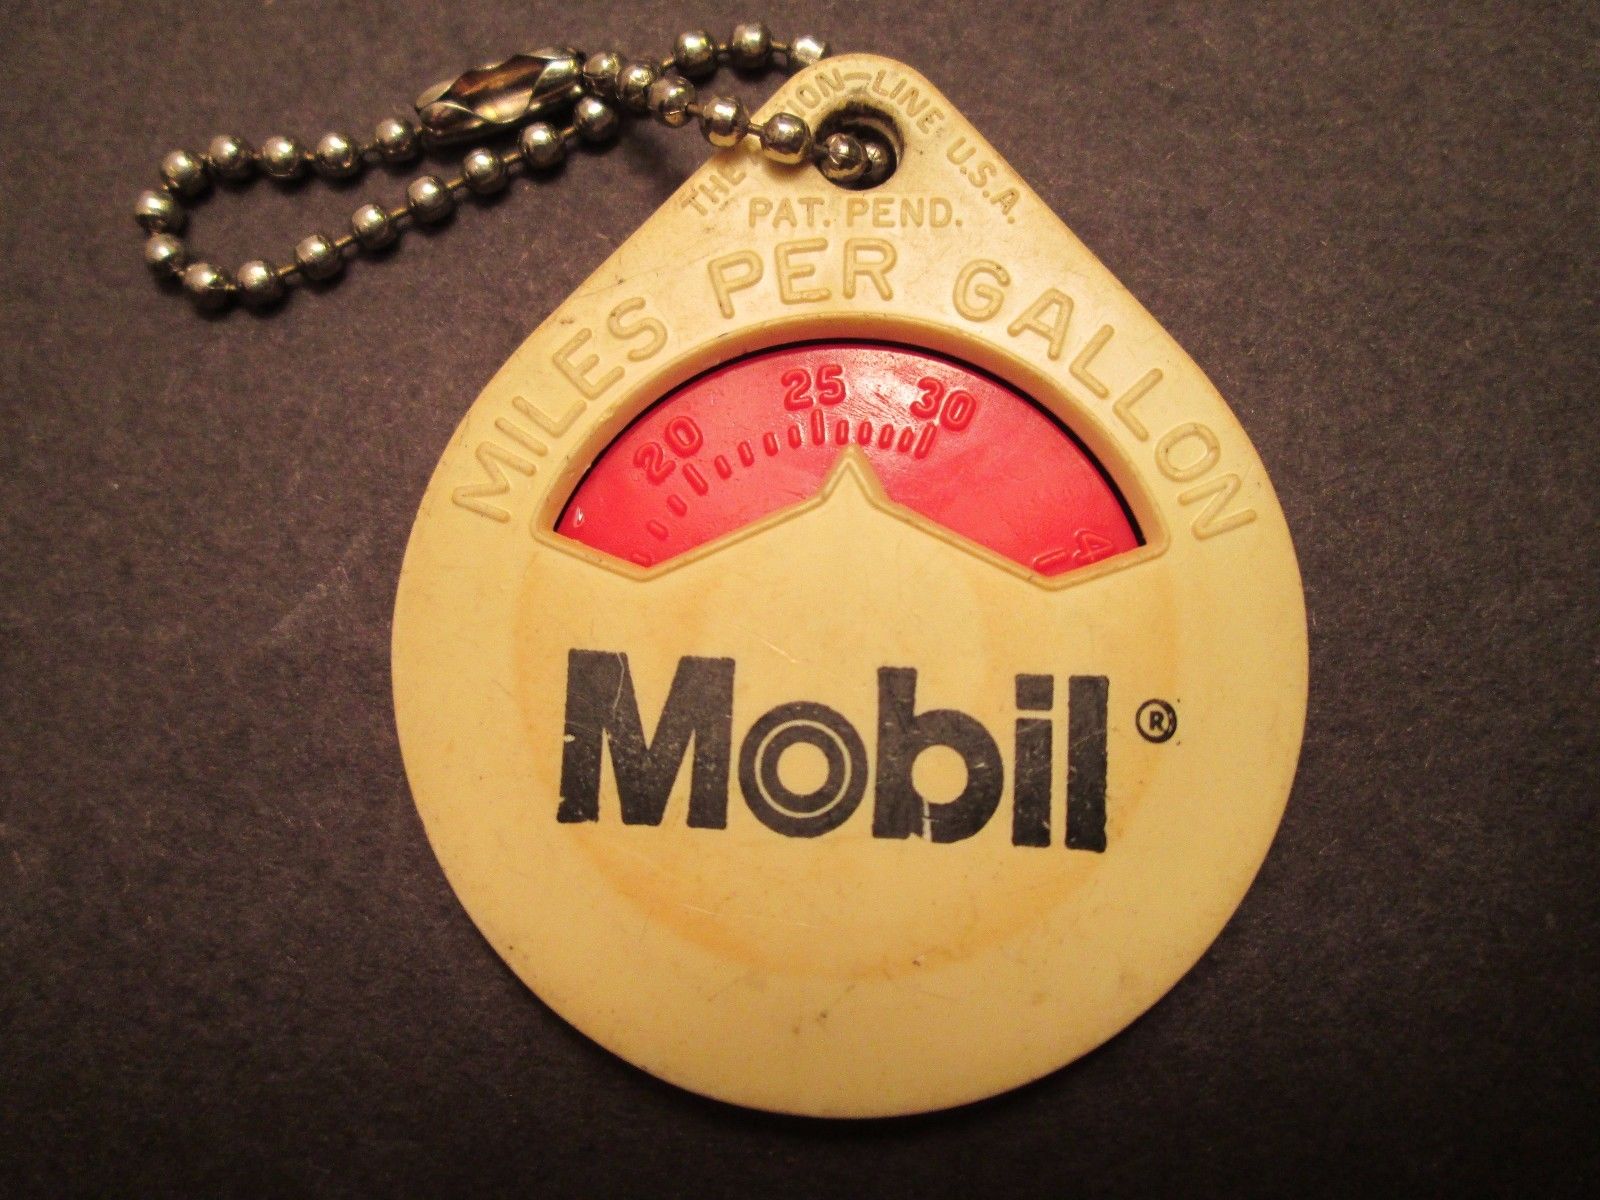 THE LINE U.S.A.
PAT. PEND.
MILES PER GALLON
20 25 30
Mobil ®